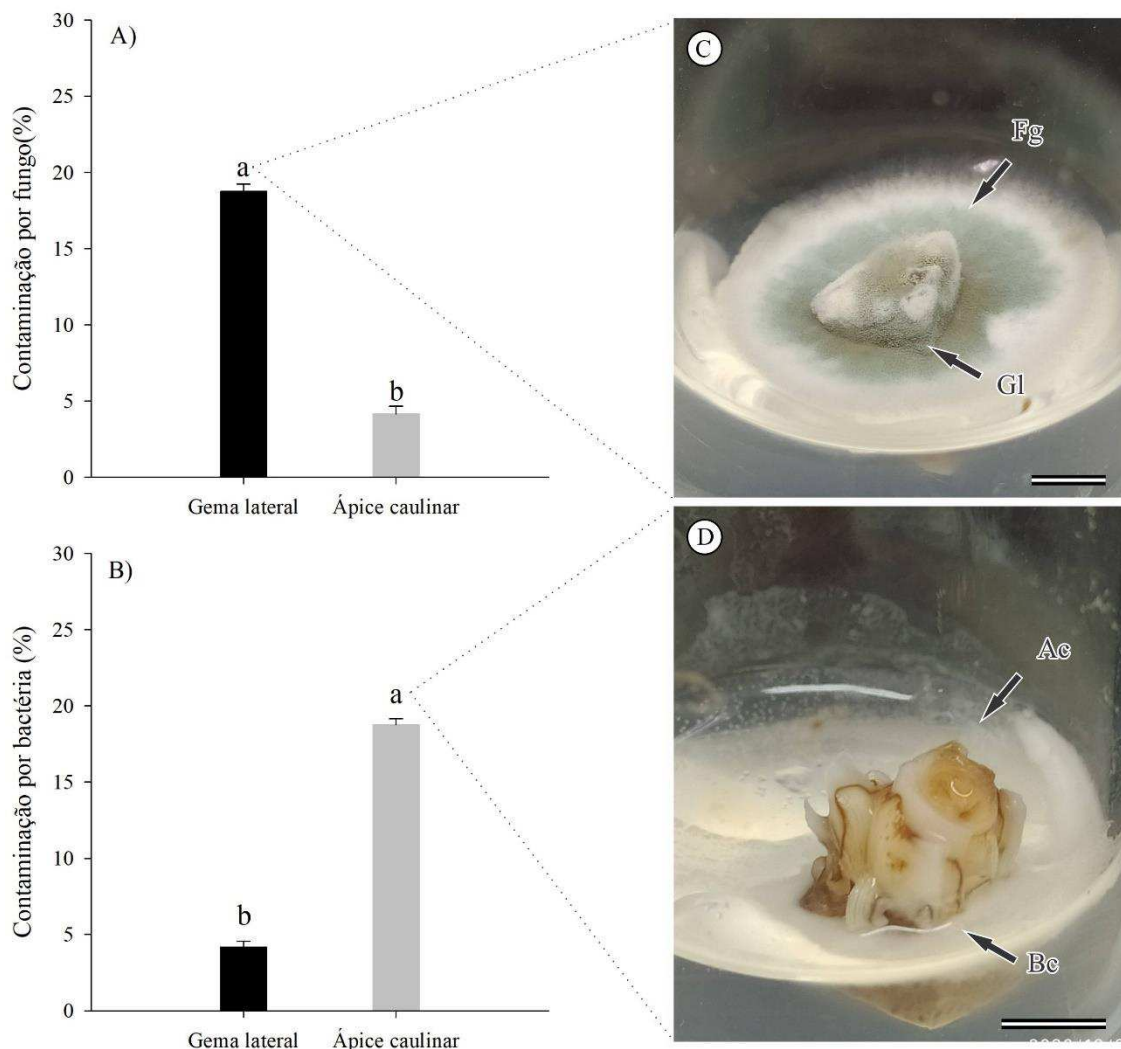 A)
Contaminação por fungo(%)
30
25
20
15
10
5
0
a
b
Gema lateral
Ápice caulinar
B)
Contaminação por bactéria (%)
30
25
20
15
10
5
0
b
a
Gema lateral
Ápice caulinar
C
Fg
Gl
D
Ac
Bc